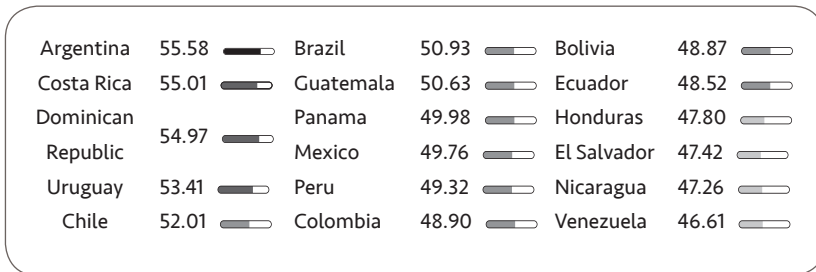 Argentina 55.58 Brazil 50.93 Bolivia 48.87
Costa Rica 55.01 Guatemala 50.63 Ecuador 48.52
Dominican Republic 54.97 Panama 49.98 Honduras 47.80
Mexico 49.76 El Salvador 47.42
Uruguay 53.41 Peru 49.32 Nicaragua 47.26
Chile 52.01 Colombia 48.90 Venezuela 46.61